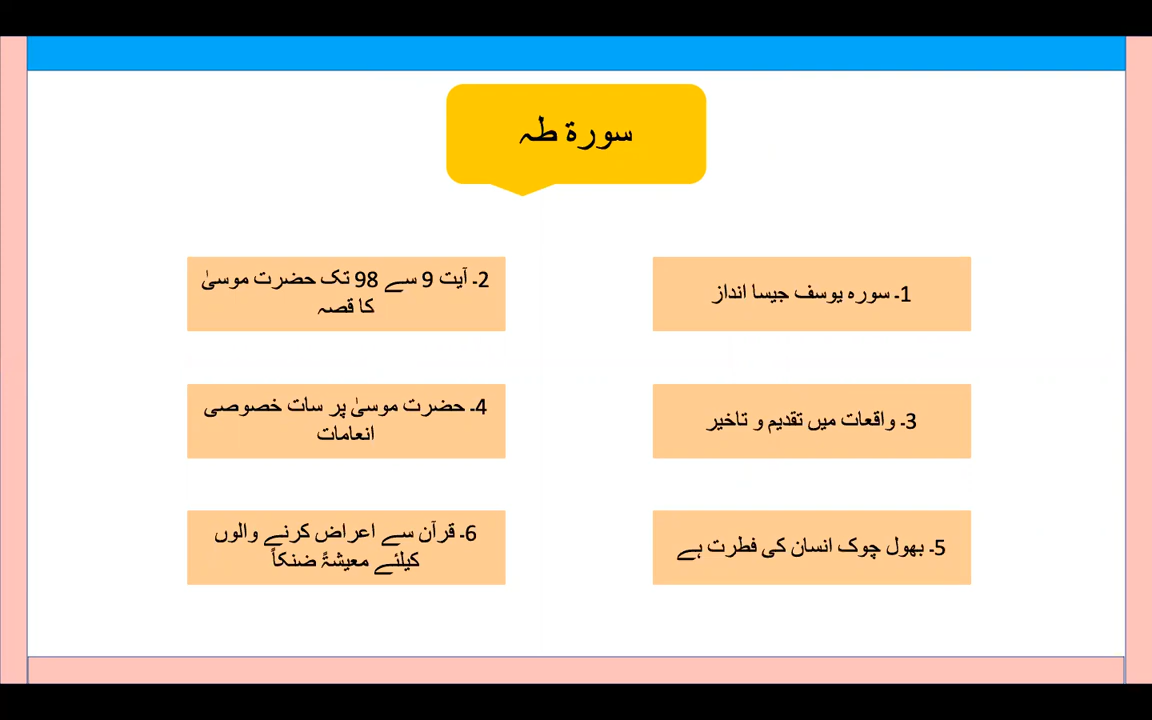 سورۃ طہ
1۔ سورہ یوسف جیسا انداز
2۔ آیت 9 سے 98 تک حضرت موسیٰ
کا قصہ
3۔ واقعات میں تقدیم و تاخیر
4۔ حضرت موسیٰ پر سات خصوصی
انعامات
5۔ بھول چوک انسان کی فطرت ہے
6۔ قرآن سے اعراض کرنے والوں
کیلئے معیشۃً ضنکاً